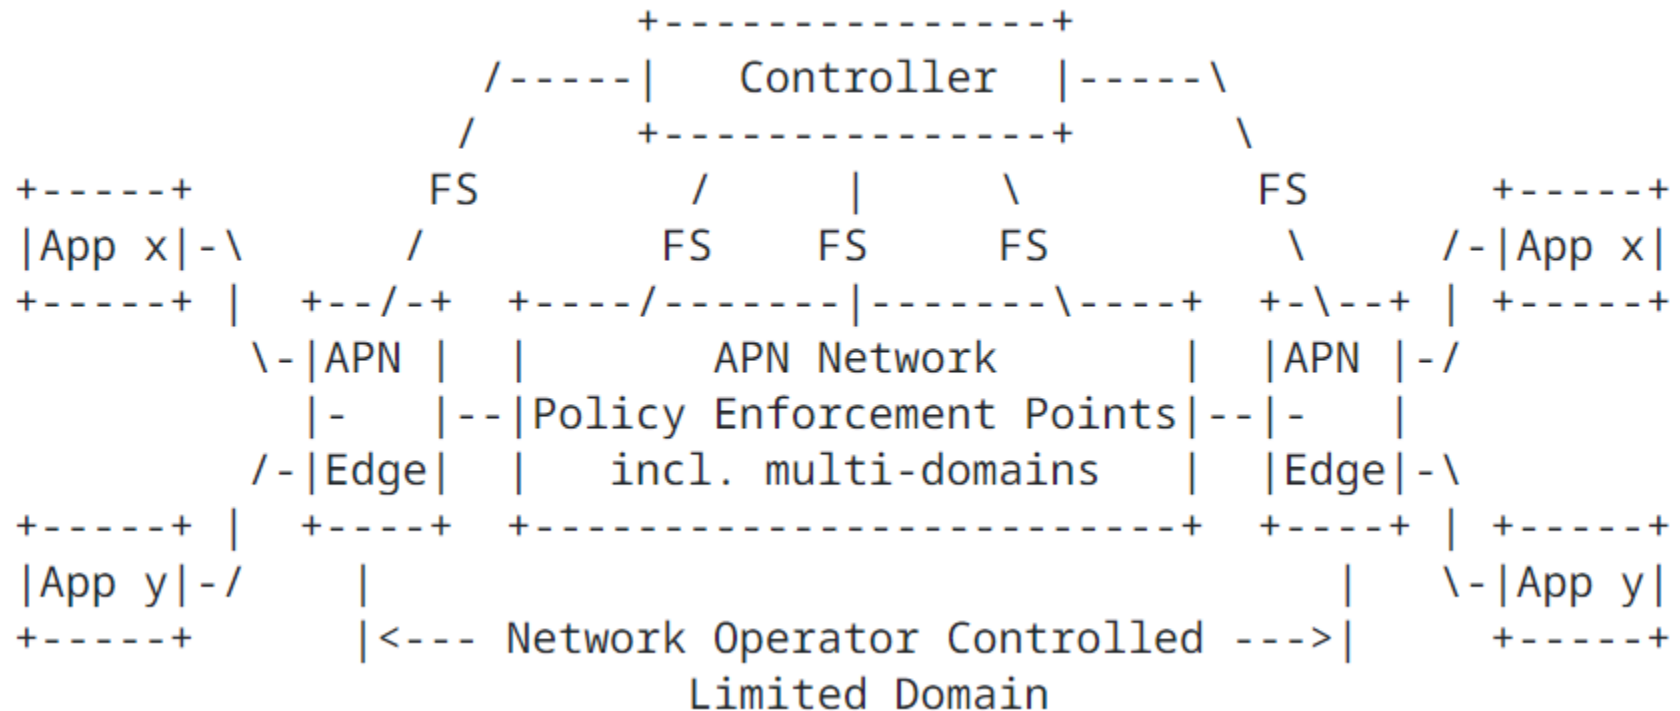 +---------------+
                   /-----|   Controller  |-----\
                  /      +---------------+      \
+-----+         FS        /     |     \         FS       +-----+
|App x|-\      /         FS    FS     FS         \     /-|App x|
+-----+ |  +--/-+  +----/-------|-------\----+  +-\--+ | +-----+
         \-|APN |  |       APN Network       |  |APN |-/
           |-   |--|Policy Enforcement Points|--|-   |
         /-|Edge|  |   incl. multi-domains   |  |Edge|-\
+-----+ |  +----+  +-------------------------+  +----+ | +-----+
|App y|-/    |                                     |   \-|App y|
+-----+      |<--- Network Operator Controlled --->|     +-----+
                          Limited Domain